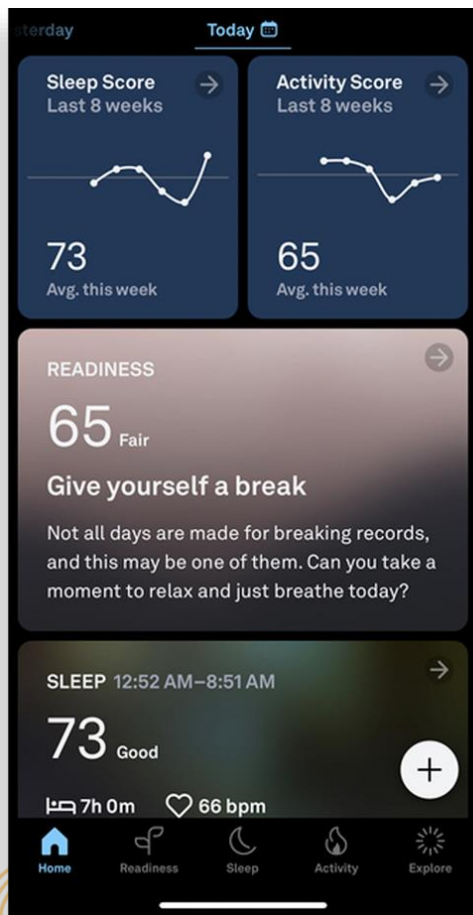 sterday
Today
Sleep Score
Last 8 weeks
73
Avg. this week
Activity Score
Last 8 weeks
65
Avg. this week
READINESS
65 Fair
Give yourself a break
Not all days are made for breaking records,
and this may be one of them. Can you take a
moment to relax and just breathe today?
SLEEP 12:52 AM–8:51 AM
73 Good
7h 0m 66 bpm
Home
Readiness
Sleep
Activity
Explore